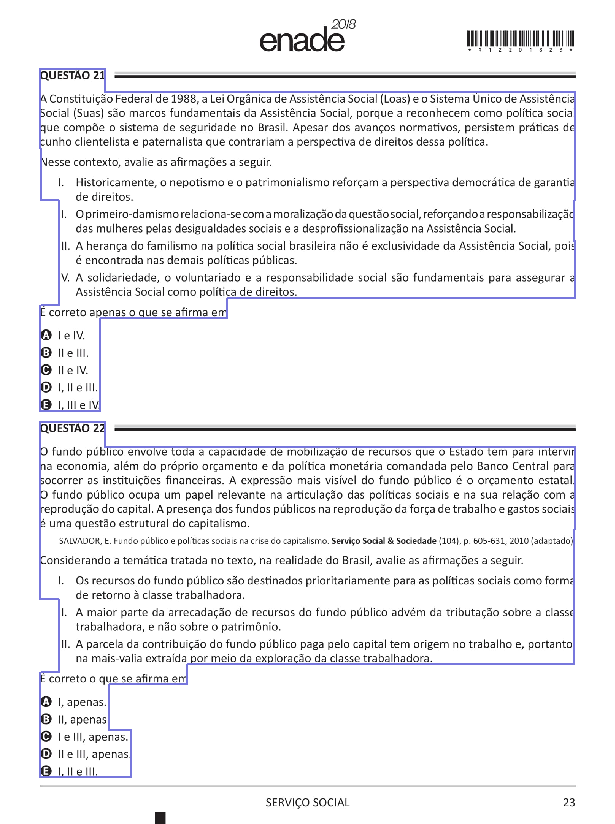 enade2018
QUESTÃO 21
A Constituição Federal de 1988, a Lei Orgânica de Assistência Social (Loas) e o Sistema Único de Assistência
Social (Suas) são marcos fundamentais da Assistência Social, porque a reconhecem como política social
que compõe o sistema de seguridade no Brasil. Apesar dos avanços normativos, persistem práticas de
cunho clientelista e paternalista que contrariam a perspectiva de direitos dessa política.
Nesse contexto, avalie as afirmações a seguir.
I. Historicamente, o nepotismo e o patrimonialismo reforçam a perspectiva democrática de garantia
de direitos.
I. O primeiro-damismo relaciona-se com a moralização da questão social, reforçando a responsabilização
das mulheres pelas desigualdades sociais e a desprofissionalização na Assistência Social.
II. A herança do familismo na política social brasileira não é exclusividade da Assistência Social, pois
é encontrada nas demais políticas públicas.
V. A solidariedade, o voluntariado e a responsabilidade social são fundamentais para assegurar a
Assistência Social como política de direitos.
É correto apenas o que se afirma em
A I e IV.
B II e III.
C II e IV.
D I, II e III.
E I, III e IV.
QUESTÃO 22
O fundo público envolve toda a capacidade de mobilização de recursos que o Estado tem para intervir
na economia, além do próprio orçamento e da política monetária comandada pelo Banco Central para
socorrer as instituições financeiras. A expressão mais visível do fundo público é o orçamento estatal.
O fundo público ocupa um papel relevante na articulação das políticas sociais e na sua relação com a
reprodução do capital. A presença dos fundos públicos na reprodução da força de trabalho e gastos sociais
é uma questão estrutural do capitalismo.
SALVADOR, E. Fundo público e políticas sociais na crise do capitalismo. Serviço Social & Sociedade (104), p. 605-631, 2010 (adaptado)
Considerando a temática tratada no texto, na realidade do Brasil, avalie as afirmações a seguir.
I. Os recursos do fundo público são destinados prioritariamente para as políticas sociais como forma
de retorno à classe trabalhadora.
I. A maior parte da arrecadação de recursos do fundo público advém da tributação sobre a classe
trabalhadora, e não sobre o patrimônio.
II. A parcela da contribuição do fundo público paga pelo capital tem origem no trabalho e, portanto,
na mais-valia extraída por meio da exploração da classe trabalhadora.
É correto o que se afirma em
A I, apenas.
B II, apenas
C I e III, apenas.
D II e III, apenas.
E I, II e III.
SERVIÇO SOCIAL 23